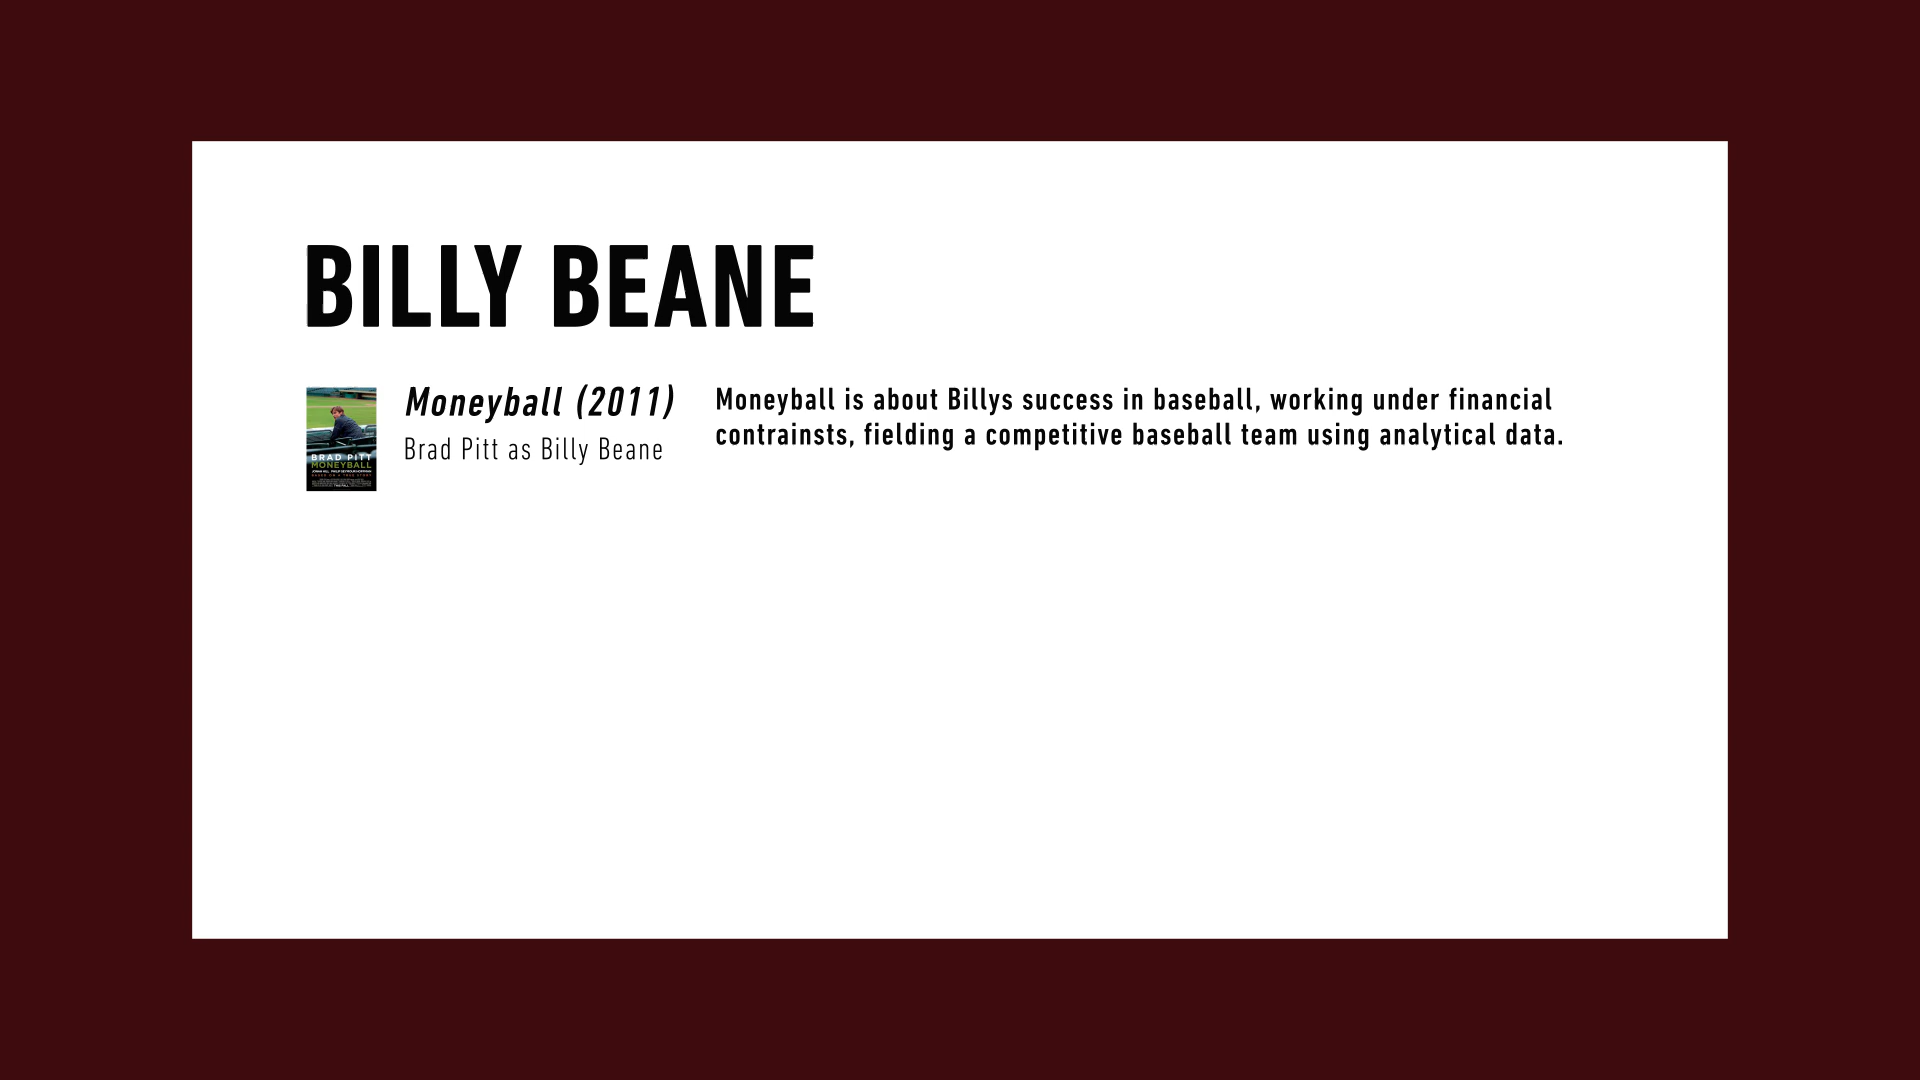 BILLY BEANE
Moneyball (2011)
Brad Pitt as Billy Beane
Moneyball is about Billys success in baseball, working under financial
contrainsts, fielding a competitive baseball team using analytical data.
BRAD PITT
MONEYBALL